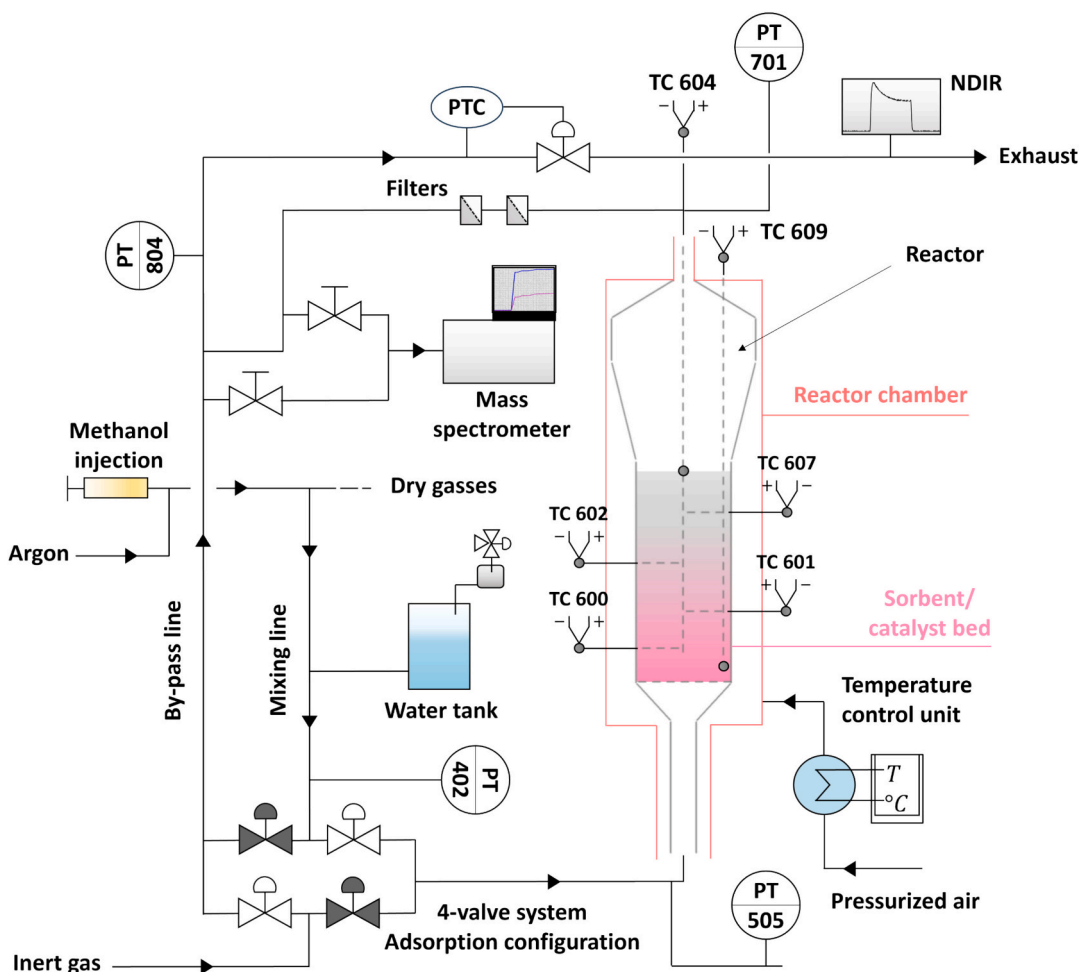 PT
701
TC 604
- +
NDIR
PTC
Exhaust
Filters
PT
804
- +
TC 609
Reactor
Mass
spectrometer
Reactor chamber
Methanol
injection
Dry gasses
TC 607
+ -
TC 602
- +
Argon
TC 601
+ -
TC 600
- +
Sorbent/
catalyst bed
By-pass line
Mixing line
Water tank
Temperature
control unit
PT
402
T
°C
4-valve system
Adsorption configuration
PT
505
Pressurized air
Inert gas